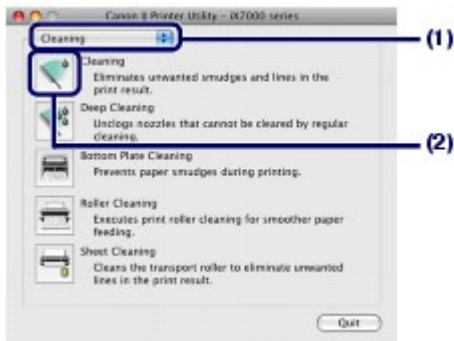 Canon IJ Printer Utility – iX7000 series
Cleaning
(1)
Cleaning
Eliminates unwanted smudges and lines in the
print result.
Deep Cleaning
Unclogs nozzles that cannot be cleared by regular
cleaning.
(2)
Bottom Plate Cleaning
Prevents paper smudges during printing.
Roller Cleaning
Executes print roller cleaning for smoother paper
feeding.
Sheet Cleaning
Cleans the transport roller to eliminate unwanted
lines in the print result.
Quit